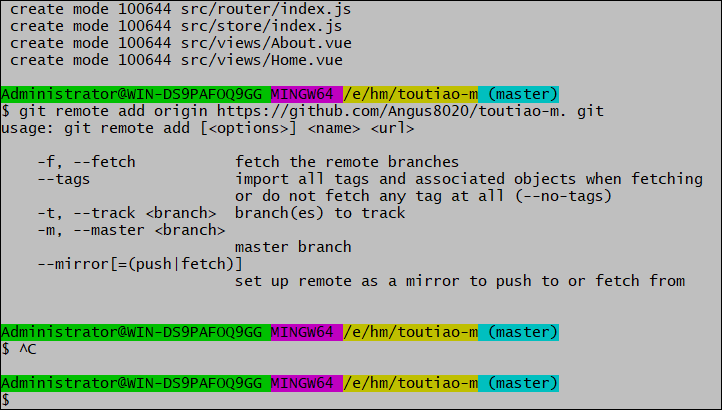 create mode 100644 src/router/index.js
create mode 100644 src/store/index.js
create mode 100644 src/views/About.vue
create mode 100644 src/views/Home.vue
Administrator@WIN-DS9PAFOQ9GG MINGW64 /e/hm/toutiao-m (master)
$ git remote add origin https://github.com/Angus8020/toutiao-m. git
usage: git remote add [<options>] <name> <url>
-f, --fetch fetch the remote branches
--tags import all tags and associated objects when fetching
or do not fetch any tag at all (--no-tags)
-t, --track <branch> branch(es) to track
-m, --master <branch>
master branch
--mirror[=(push|fetch)]
set up remote as a mirror to push to or fetch from
Administrator@WIN-DS9PAFOQ9GG MINGW64 /e/hm/toutiao-m (master)
$ ^C
Administrator@WIN-DS9PAFOQ9GG MINGW64 /e/hm/toutiao-m (master)
$